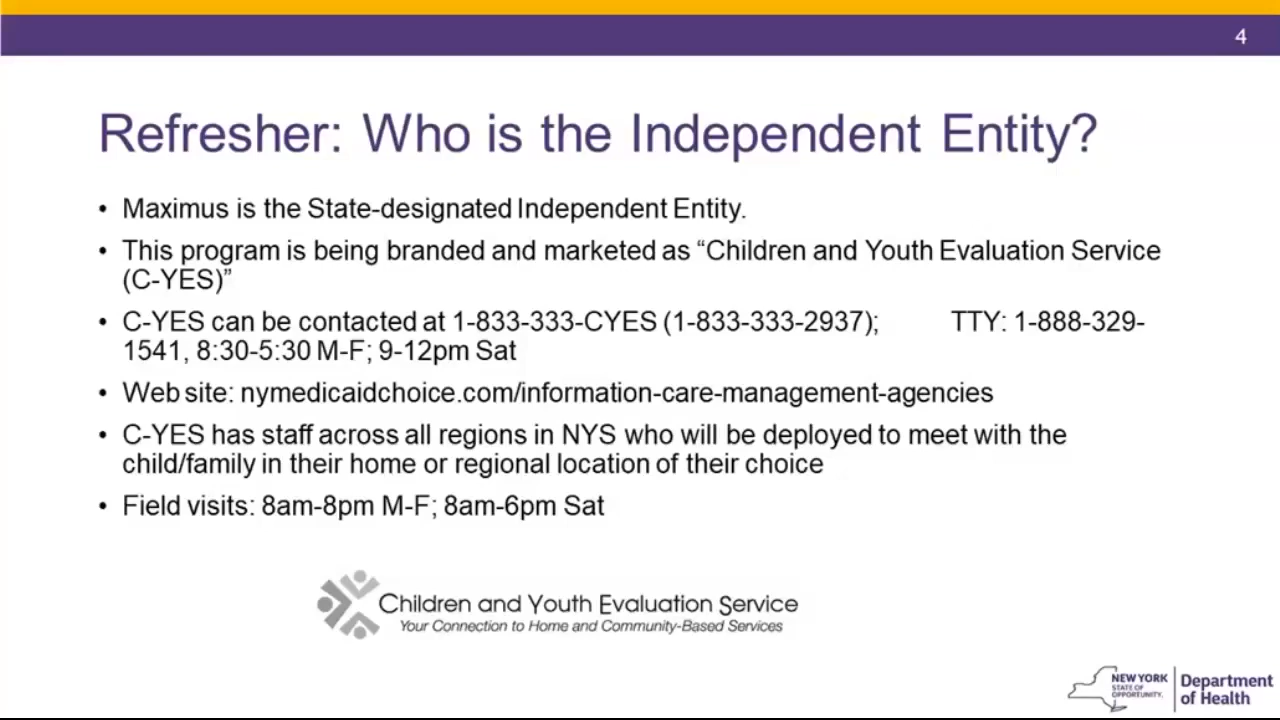 4
Refresher: Who is the Independent Entity?
• Maximus is the State-designated Independent Entity.
• This program is being branded and marketed as “Children and Youth Evaluation Service
(C-YES)”
• C-YES can be contacted at 1-833-333-CYES (1-833-333-2937); TTY: 1-888-329-
1541, 8:30-5:30 M-F; 9-12pm Sat
• Web site: nymedicaidchoice.com/information-care-management-agencies
• C-YES has staff across all regions in NYS who will be deployed to meet with the
child/family in their home or regional location of their choice
• Field visits: 8am-8pm M-F; 8am-6pm Sat
Children and Youth Evaluation Service
Your Connection to Home and Community-Based Services
NEW YORK
STATE OF
OPPORTUNITY.
Department
of Health